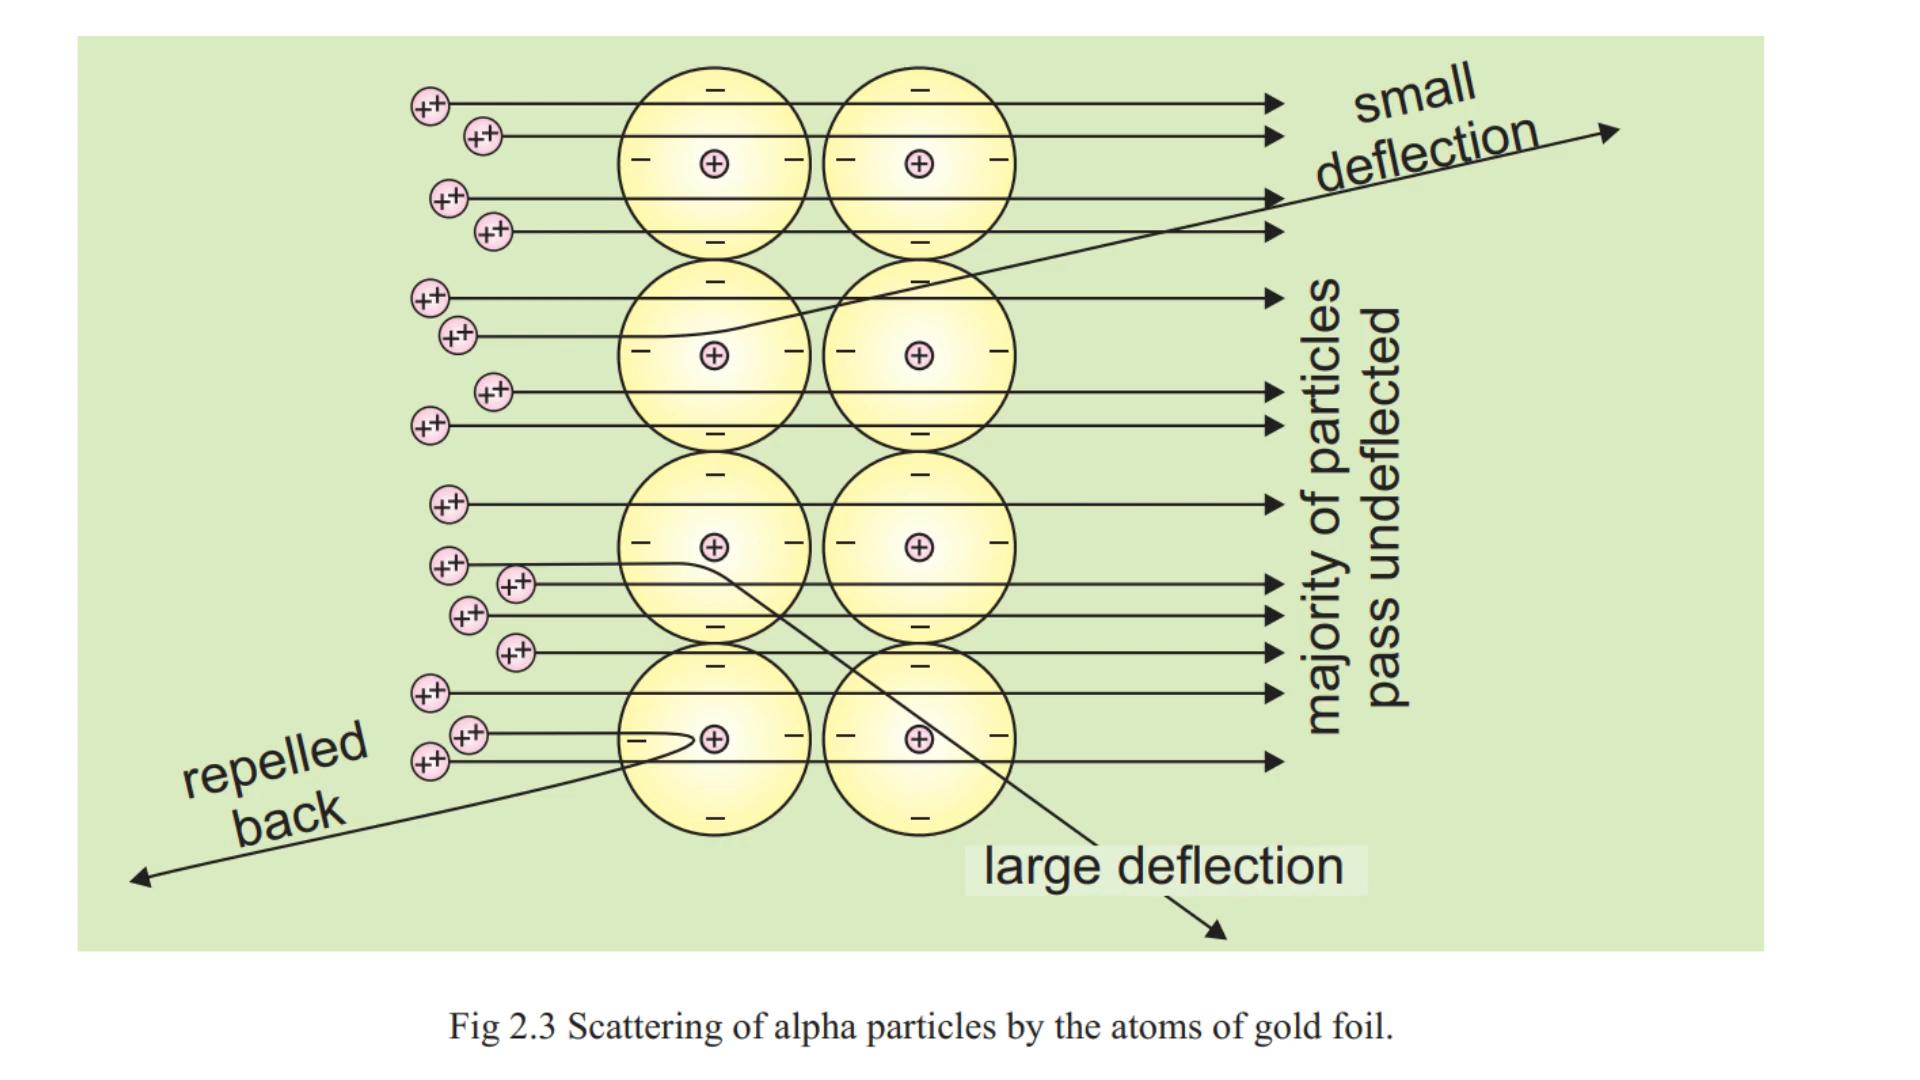 small
deflection
majority of particles
pass undeflected
repelled
back
large deflection
Fig 2.3 Scattering of alpha particles by the atoms of gold foil.